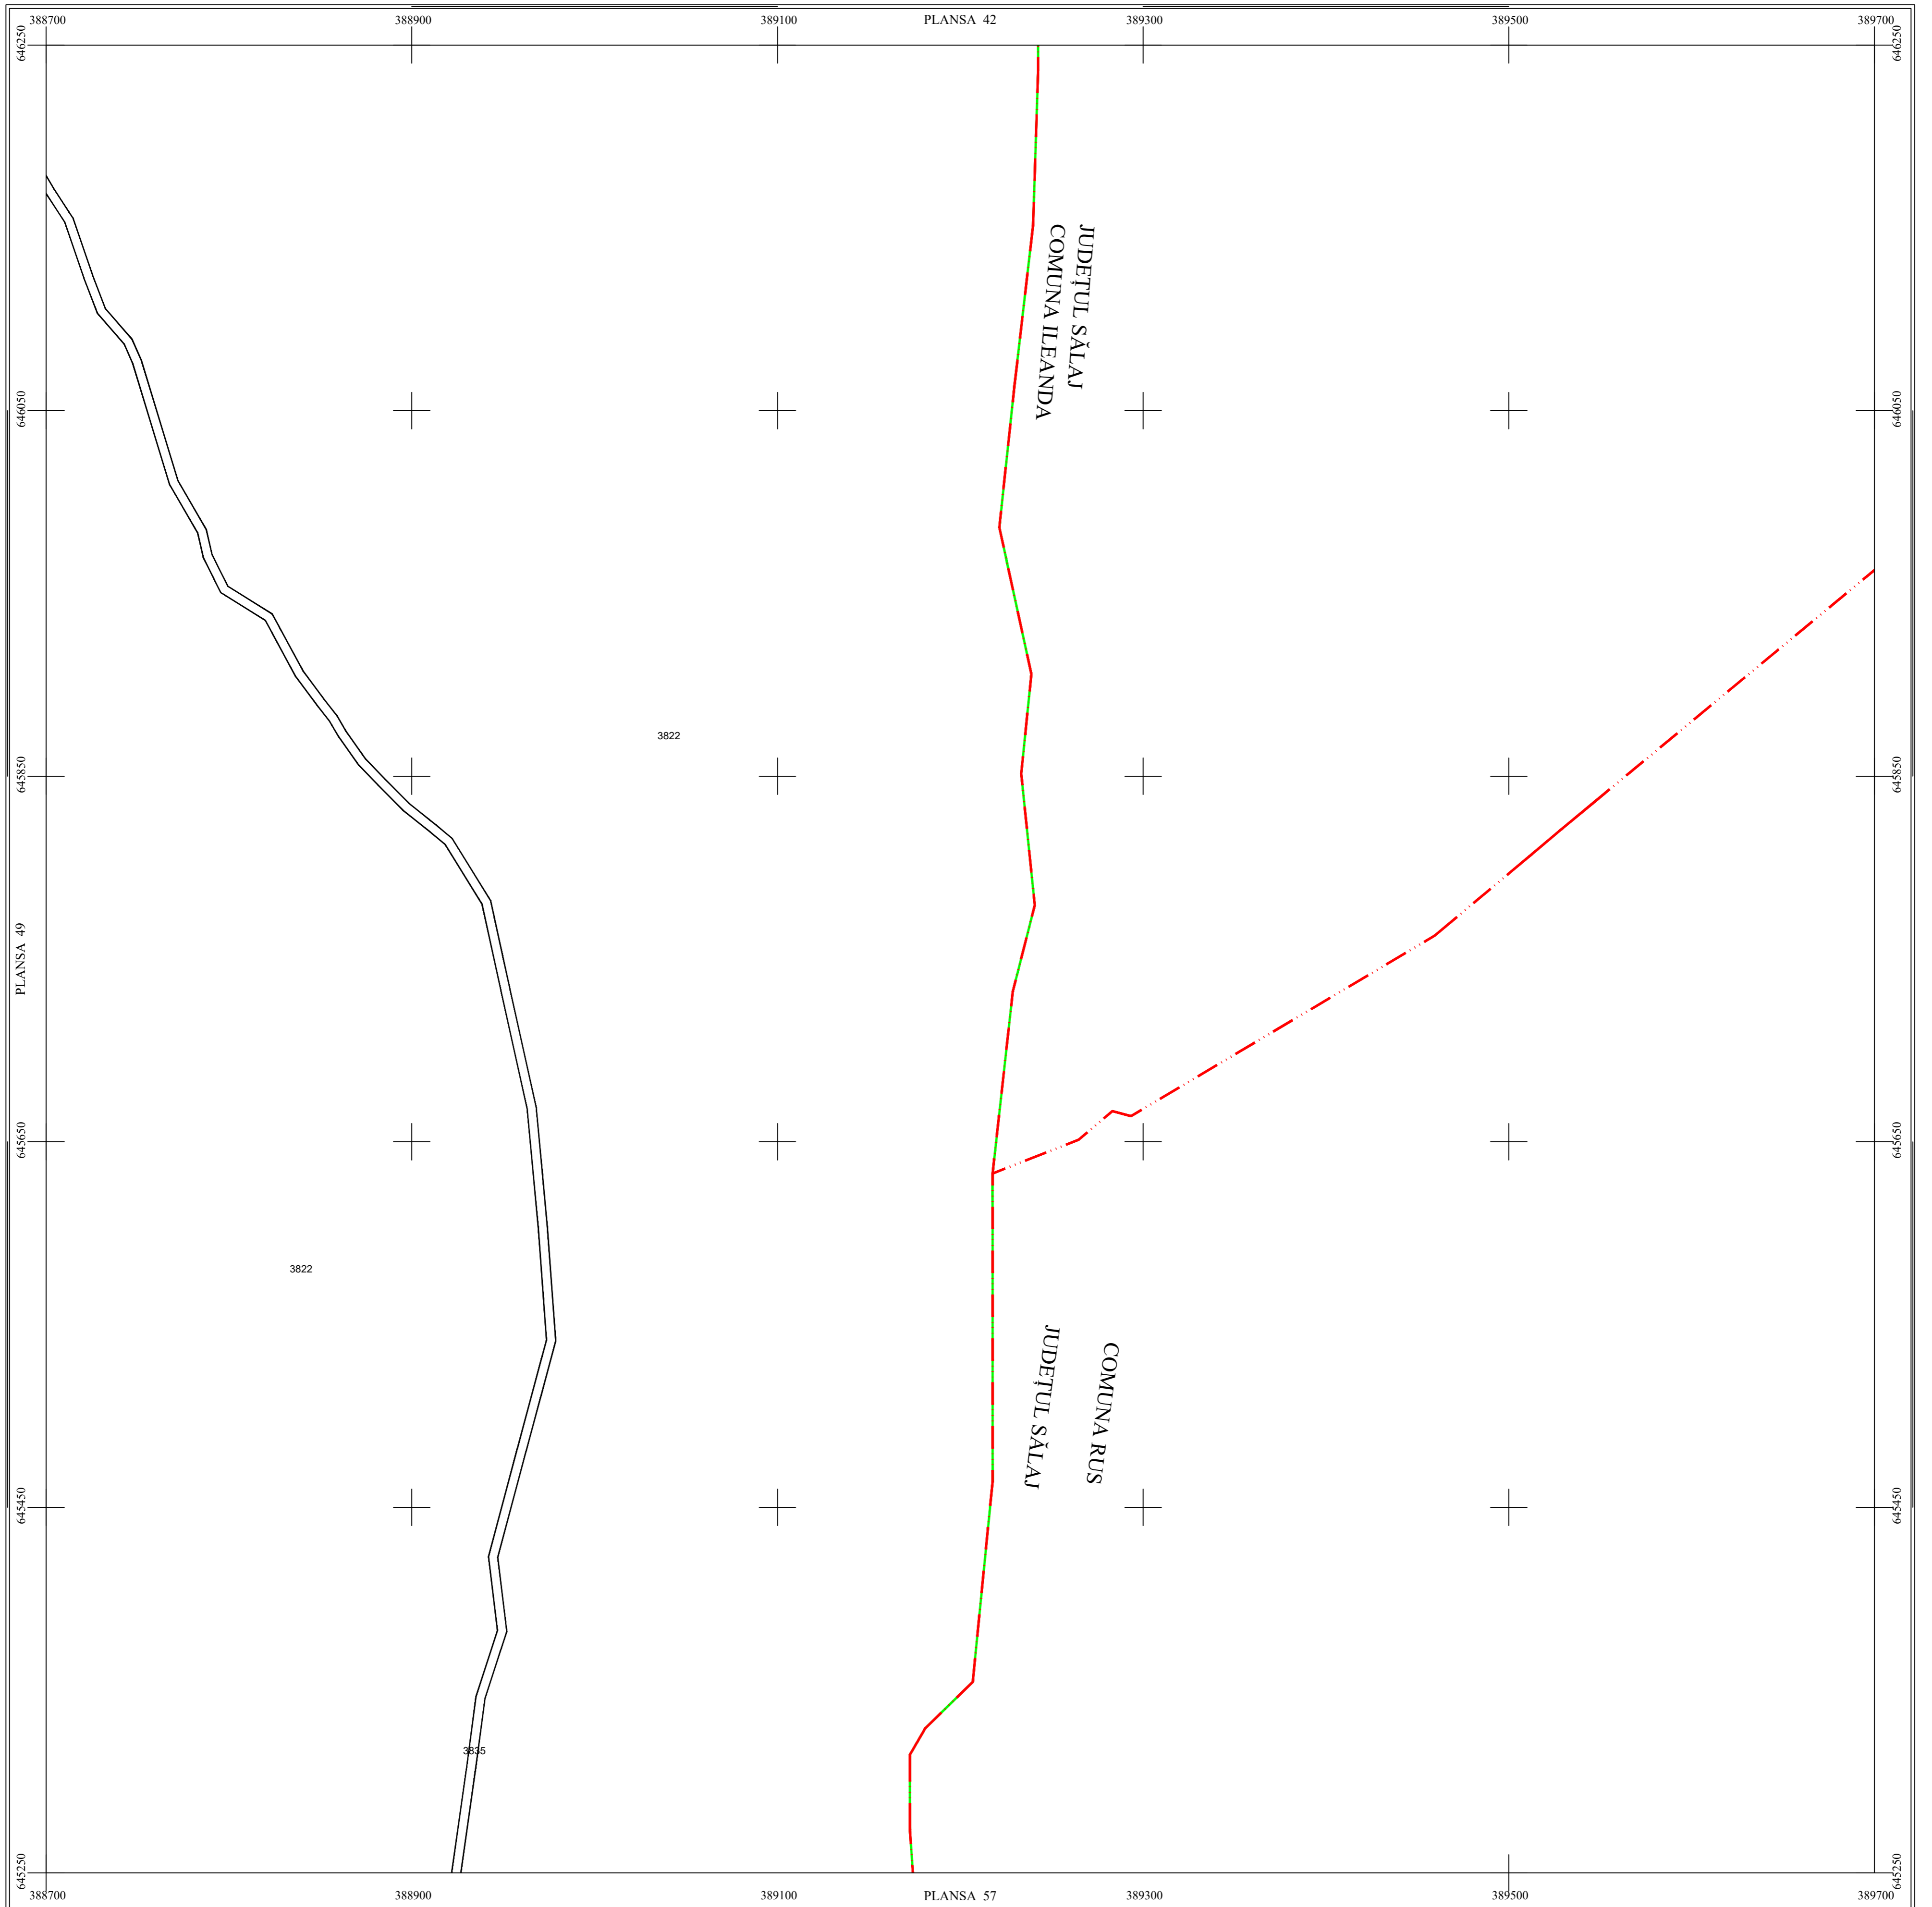 388700 388900 389100 PLANSA 42 389300 389500 389700
646250 646250
JUDEȚUL SĂLAJ
COMUNA ILEANDA
646050 646050
3822
645850 645850
PLANSA 49
645650 645650
3822
COMUNA RUS
JUDEȚUL SĂLAJ
645450 645450
3835
645250 645250
388700 388900 389100 PLANSA 57 389300 389500 389700